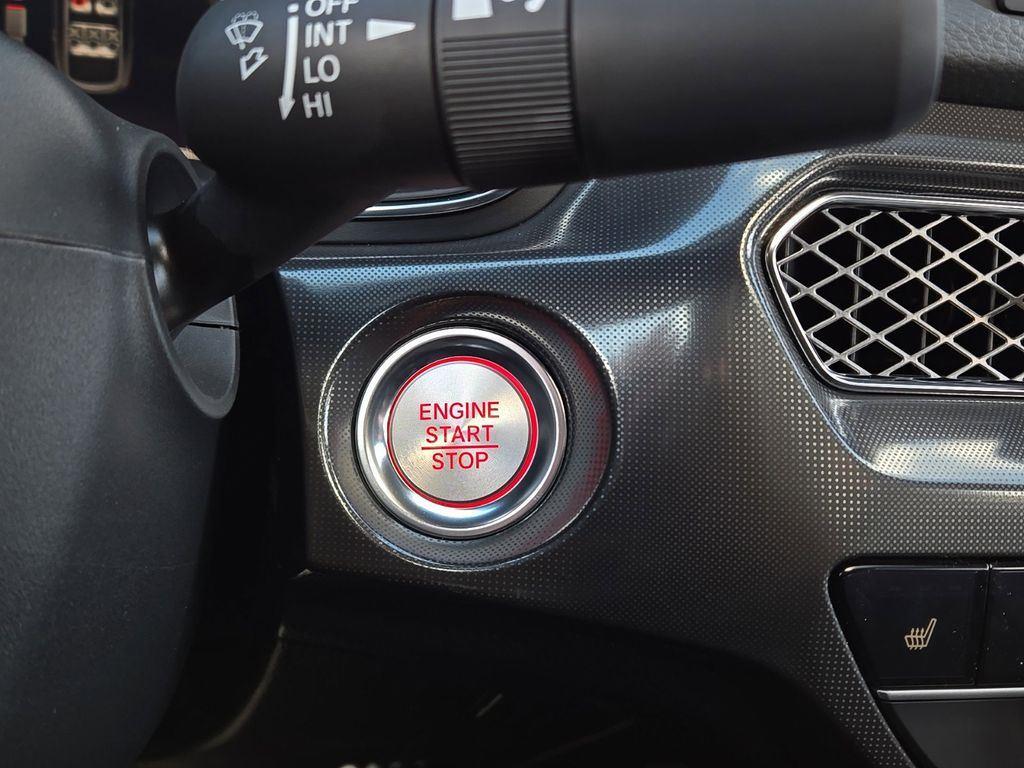 OFF
INT
LO
HI
ENGINE
START
STOP